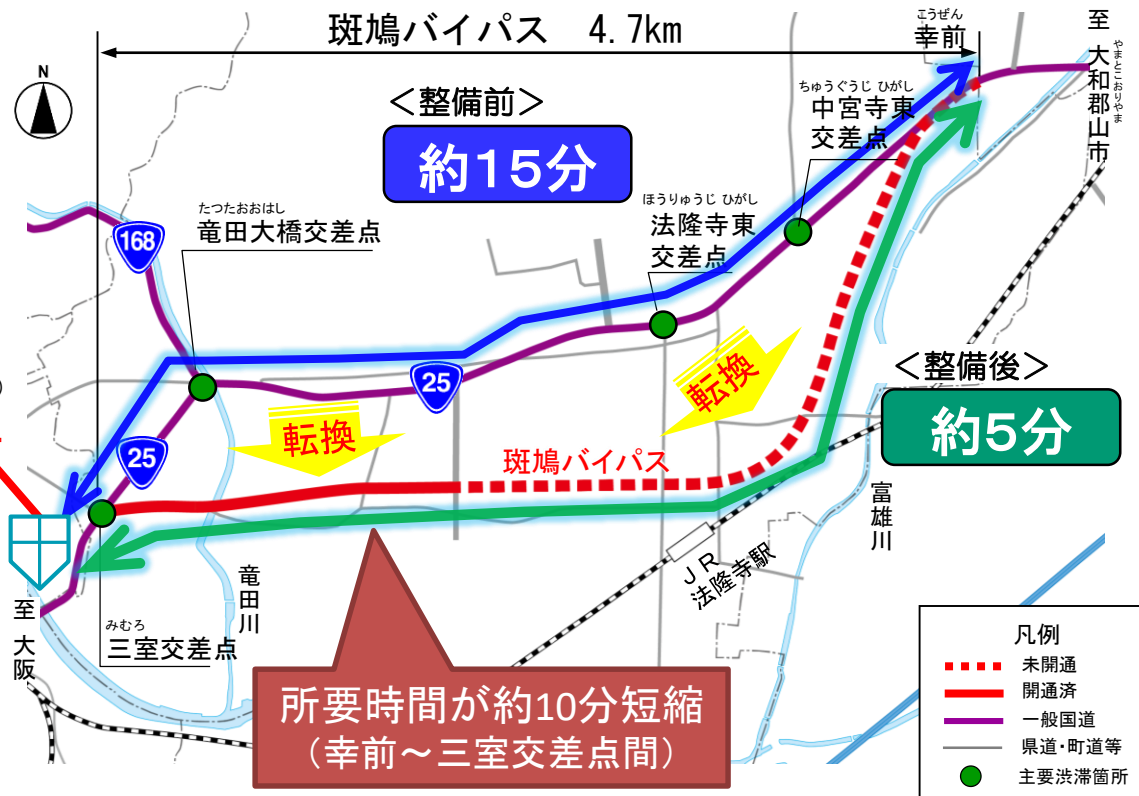 斑鳩バイパス 4.7km
こうぜん
幸前
至 大和郡山市
やまとこおりやま
N
＜整備前＞
約15分
ちゅうぐうじ ひがし
中宮寺東
交差点
たつたおおはし
竜田大橋交差点
ほうりゅうじ ひがし
法隆寺東
交差点
168
25
転換
転換
＜整備後＞
約5分
25
斑鳩バイパス
富雄川
ＪＲ
法隆寺駅
竜田川
至 大阪
みむろ
三室交差点
所要時間が約10分短縮
（幸前～三室交差点間）
凡例
未開通
開通済
一般国道
県道・町道等
主要渋滞箇所
）